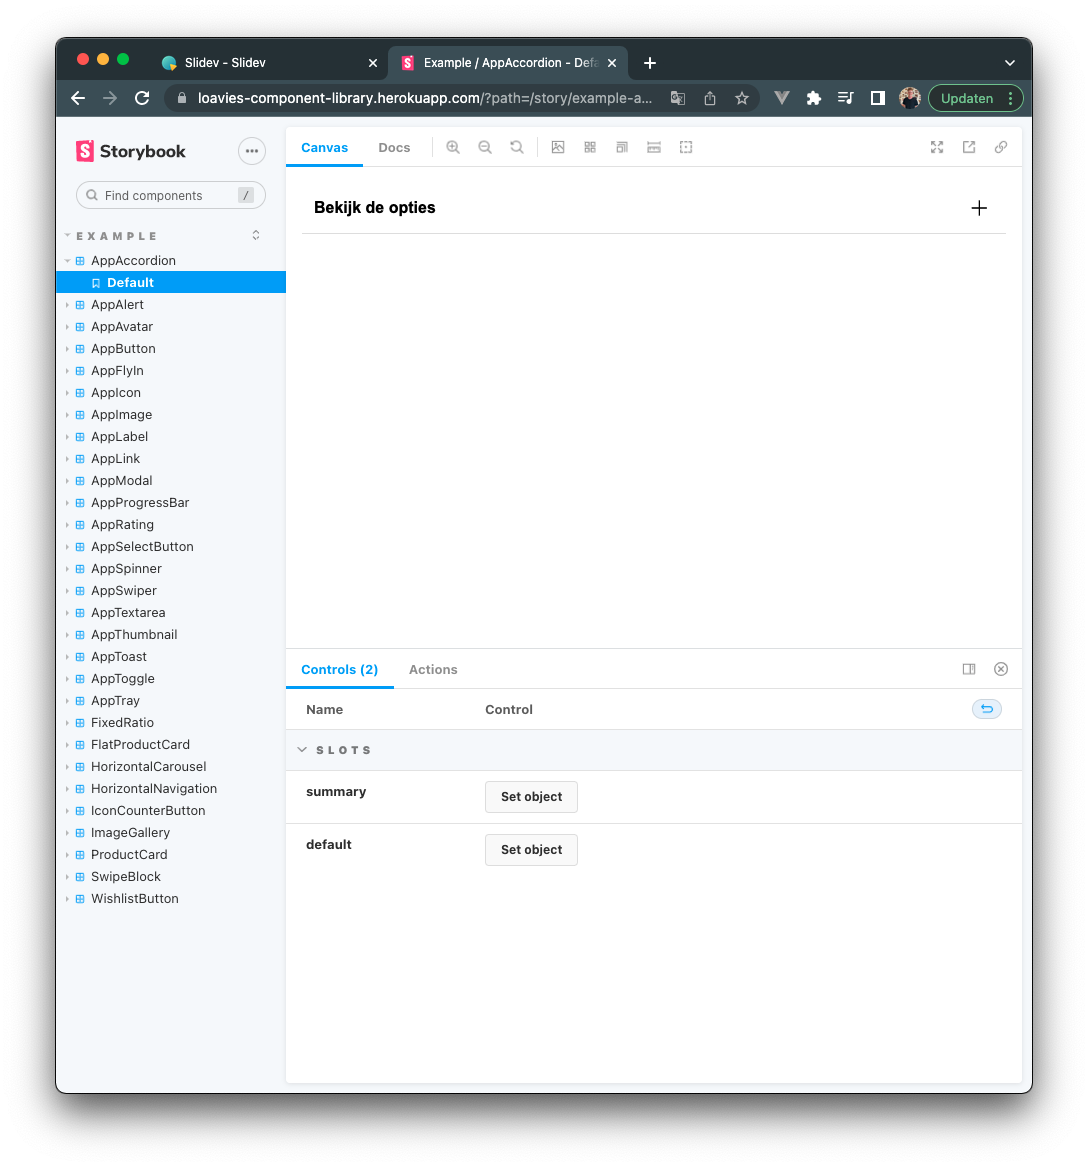 Slidev - Slidev
Example / AppAccordion - Defa
loavies-component-library.herokuapp.com/?path=/story/example-a...
Updaten
Storybook
Find components
/
EXAMPLE
AppAccordion
Default
AppAlert
AppAvatar
AppButton
AppFlyIn
AppIcon
AppImage
AppLabel
AppLink
AppModal
AppProgressBar
AppRating
AppSelectButton
AppSpinner
AppSwiper
AppTextarea
AppThumbnail
AppToast
AppToggle
AppTray
FixedRatio
FlatProductCard
HorizontalCarousel
HorizontalNavigation
IconCounterButton
ImageGallery
ProductCard
SwipeBlock
WishlistButton
Canvas Docs
Bekijk de opties
Controls (2) Actions
Name Control
SLOTS
summary Set object
default Set object